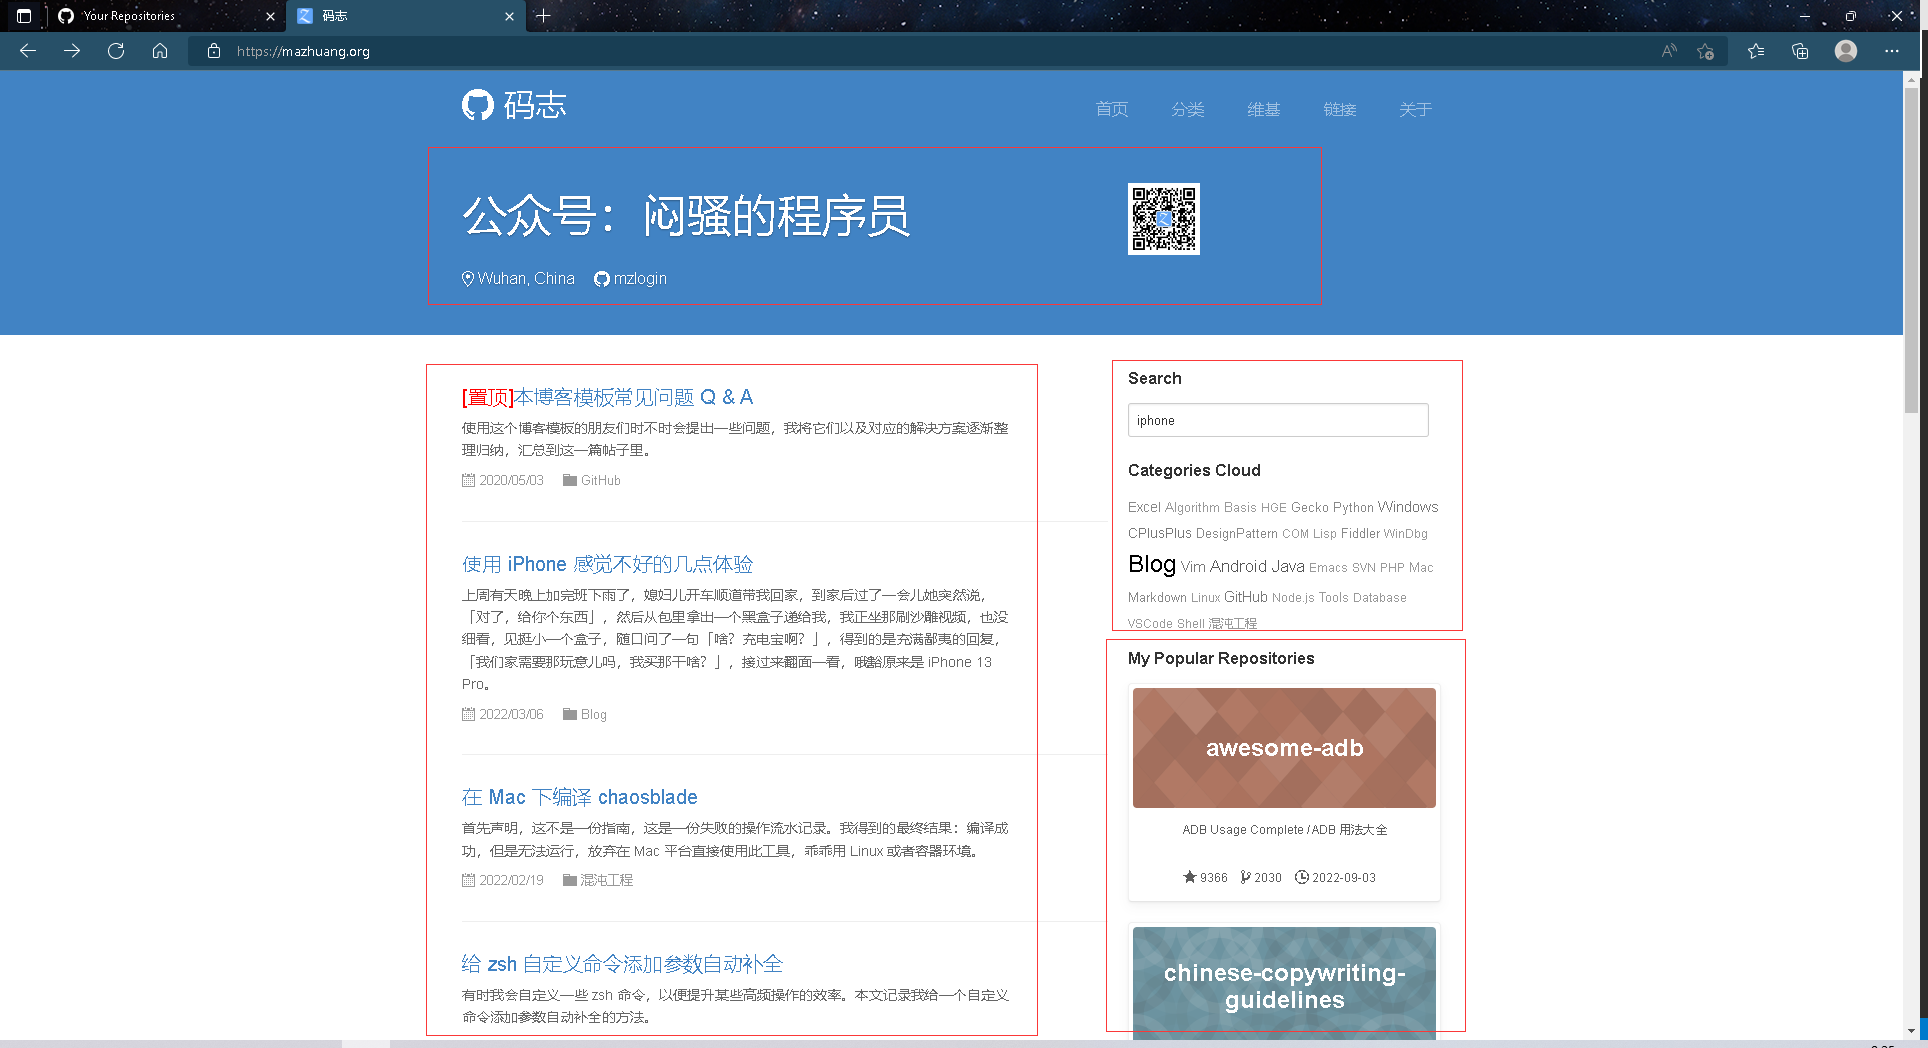 Your Repositories
码志
https://mazhuang.org
码志
首页 分类 维基 链接 关于
公众号：闷骚的程序员
Wuhan, China mzlogin
[置顶]本博客模板常见问题 Q & A
使用这个博客模板的朋友们时不时会提出一些问题，我将它们以及对应的解决方案逐渐整
理归纳，汇总到这一篇帖子里。
2020/05/03 GitHub
使用 iPhone 感觉不好的几点体验
上周有天晚上加完班下雨了，媳妇儿开车顺道带我回家，到家后过了一会儿她突然说，
「对了，给你个东西」，然后从包里拿出一个黑盒子递给我，我正坐那刷沙雕视频，也没
细看，见挺小一个盒子，随口问了一句「啥？充电宝啊？」，得到的是充满鄙夷的回复，
「我们家需要那玩意儿吗，我买那干啥？」，接过来翻面一看，哦豁原来是 iPhone 13
Pro。
2022/03/06 Blog
在 Mac 下编译 chaosblade
首先声明，这不是一份指南，这是一份失败的操作流水记录。我得到的最终结果：编译成
功，但是无法运行，放弃在 Mac 平台直接使用此工具，乖乖用 Linux 或者容器环境。
2022/02/19 混沌工程
给 zsh 自定义命令添加参数自动补全
有时我会自定义一些 zsh 命令，以便提升某些高频操作的效率。本文记录我给一个自定义
命令添加参数自动补全的方法。
Search
iphone
Categories Cloud
Excel Algorithm Basis HGE Gecko Python Windows
CPlusPlus DesignPattern COM Lisp Fiddler WinDbg
Blog Vim Android Java Emacs SVN PHP Mac
Markdown Linux GitHub Node.js Tools Database
VSCode Shell 混沌工程
My Popular Repositories
awesome-adb
ADB Usage Complete / ADB 用法大全
9366 2030 2022-09-03
chinese-copywriting-
guidelines